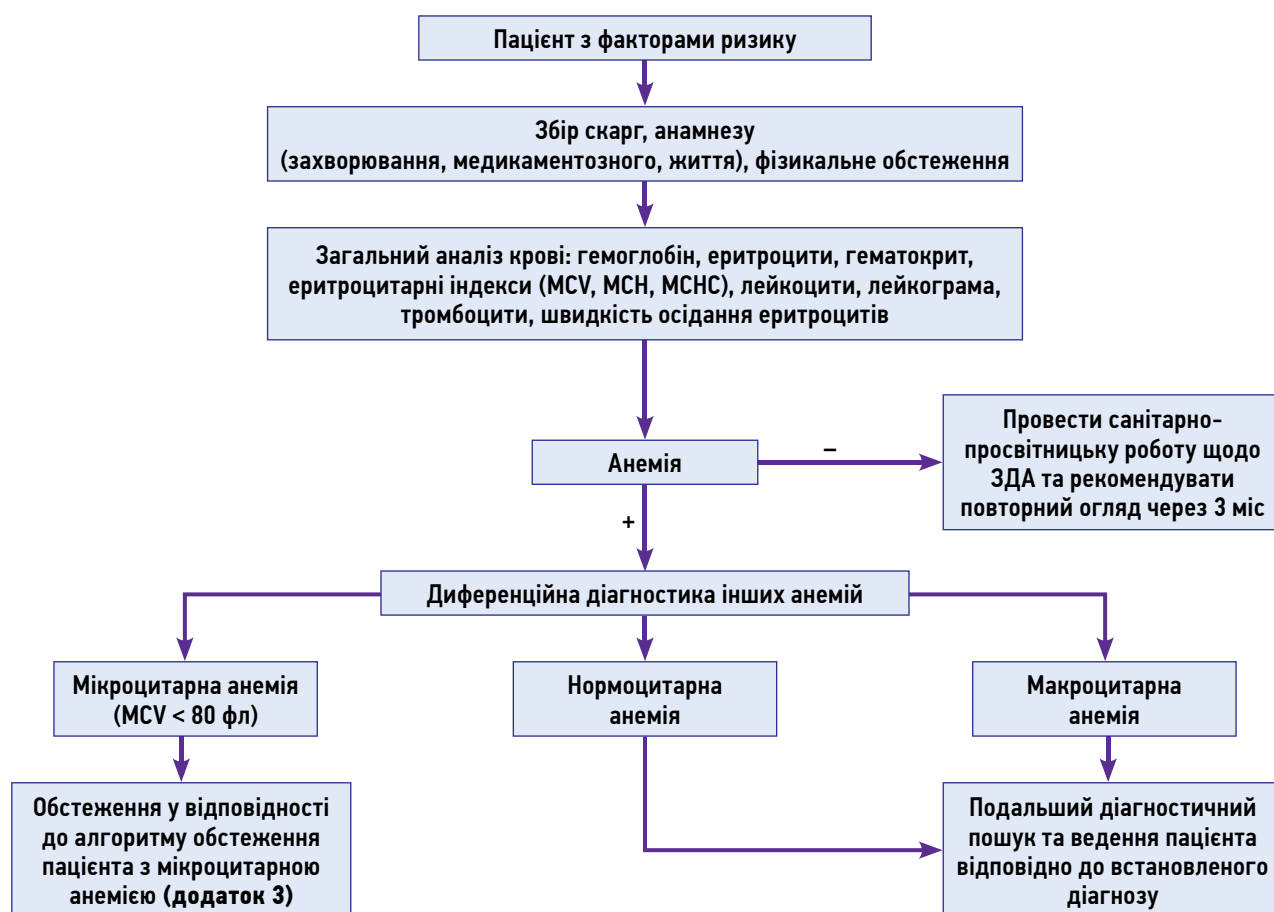 Пацієнт з факторами ризику
Збір скарг, анамнезу
(захворювання, медикаментозного, життя), фізикальне обстеження
Загальний аналіз крові: гемоглобін, еритроцити, гематокрит,
еритроцитарні індекси (MCV, MCH, MCHC), лейкоцити, лейкограма,
тромбоцити, швидкість осідання еритроцитів
Анемія
–
Провести санітарно-
просвітницьку роботу щодо
ЗДА та рекомендувати
повторний огляд через 3 міс
+
Диференційна діагностика інших анемій
Мікроцитарна анемія
(MCV < 80 фл)
Нормоцитарна
анемія
Макроцитарна
анемія
Обстеження у відповідності
до алгоритму обстеження
пацієнта з мікроцитарною
анемією (додаток 3)
Подальший діагностичний
пошук та ведення пацієнта
відповідно до встановленого
діагнозу